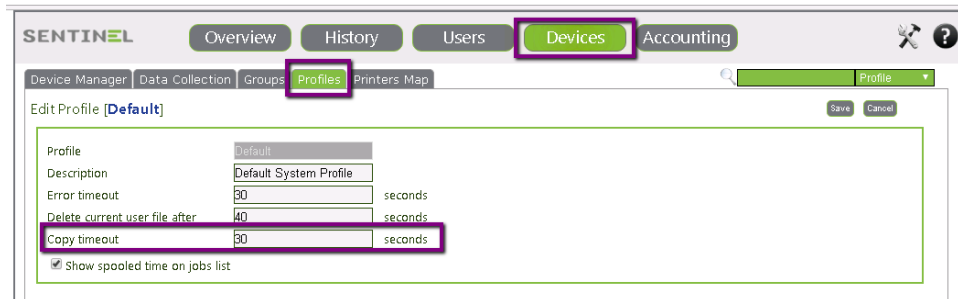 SENTINEL Overview History Users Devices Accounting ?
Device Manager Data Collection Groups Profiles Printers Map Profile
Edit Profile [Default] Save Cancel
Profile Default
Description Default System Profile
Error timeout 30 seconds
Delete current user file after 40 seconds
Copy timeout 30 seconds
Show spooled time on jobs list